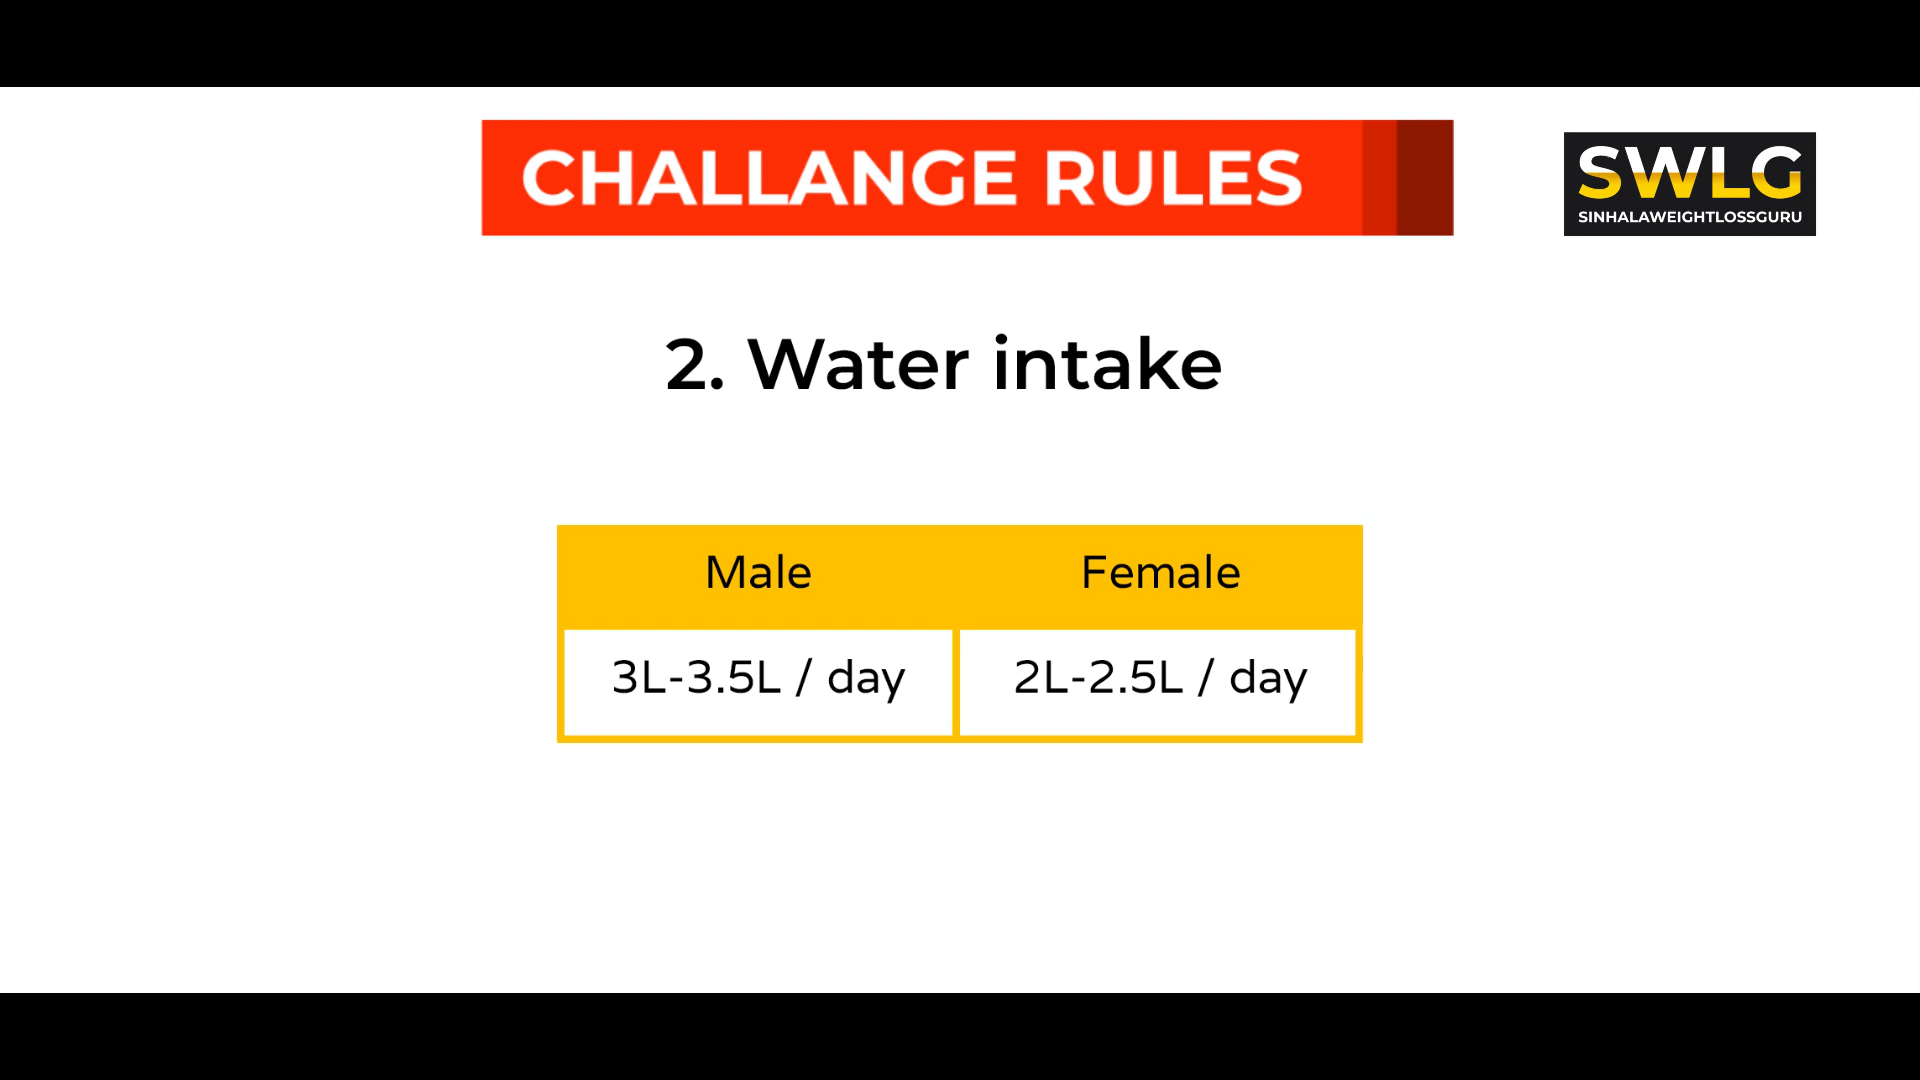 CHALLANGE RULES
SWLG
SINHALAWEIGHTLOSSGURU
2. Water intake
Male Female
3L-3.5L / day 2L-2.5L / day